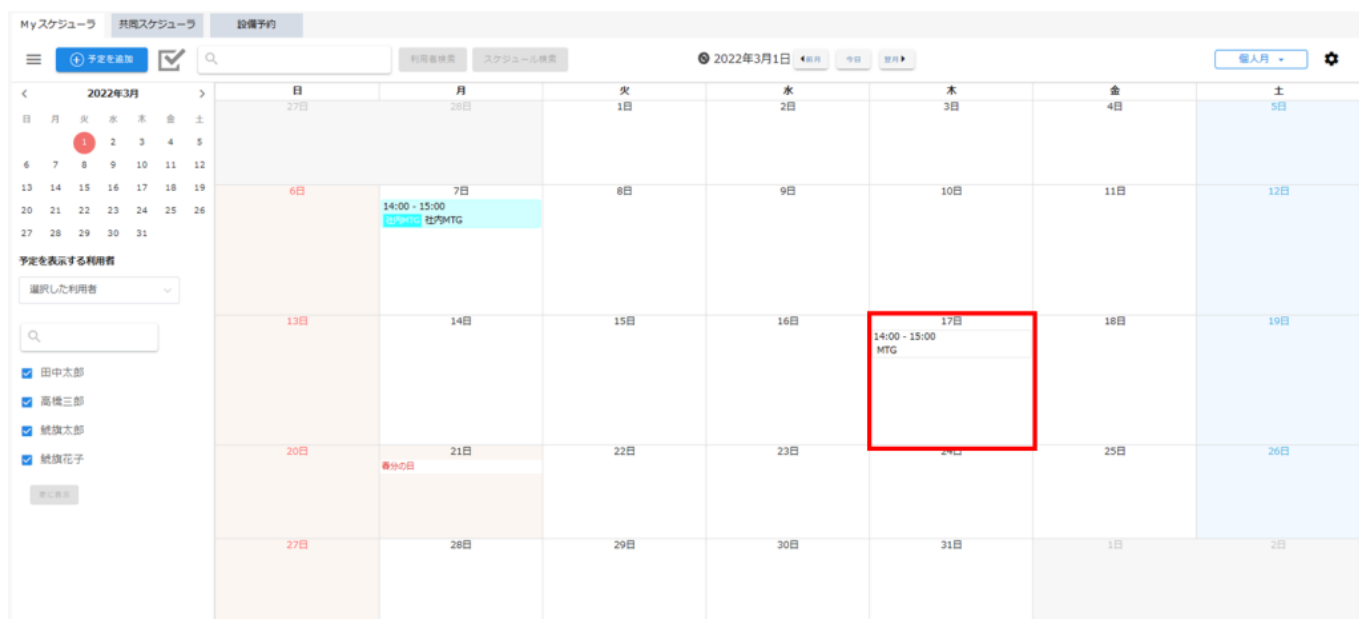 Myスケジューラ 共同スケジューラ 設備予約
予定を追加 利用者検索 スケジュール検索 2022年3月1日 前月 今日 翌月 個人月
2022年3月
日 月 火 水 木 金 土
1 2 3 4 5
6 7 8 9 10 11 12
13 14 15 16 17 18 19
20 21 22 23 24 25 26
27 28 29 30 31
予定を表示する利用者
選択した利用者
田中太郎
高橋三郎
鯱旗太郎
鯱旗花子
日 月 火 水 木 金 土
27日 28日 1日 2日 3日 4日 5日
6日 7日 8日 9日 10日 11日 12日
14:00 - 15:00
社内MTG 社内MTG
13日 14日 15日 16日 17日 18日 19日
14:00 - 15:00
MTG
20日 21日 22日 23日 24日 25日 26日
春分の日
27日 28日 29日 30日 31日 1日 2日